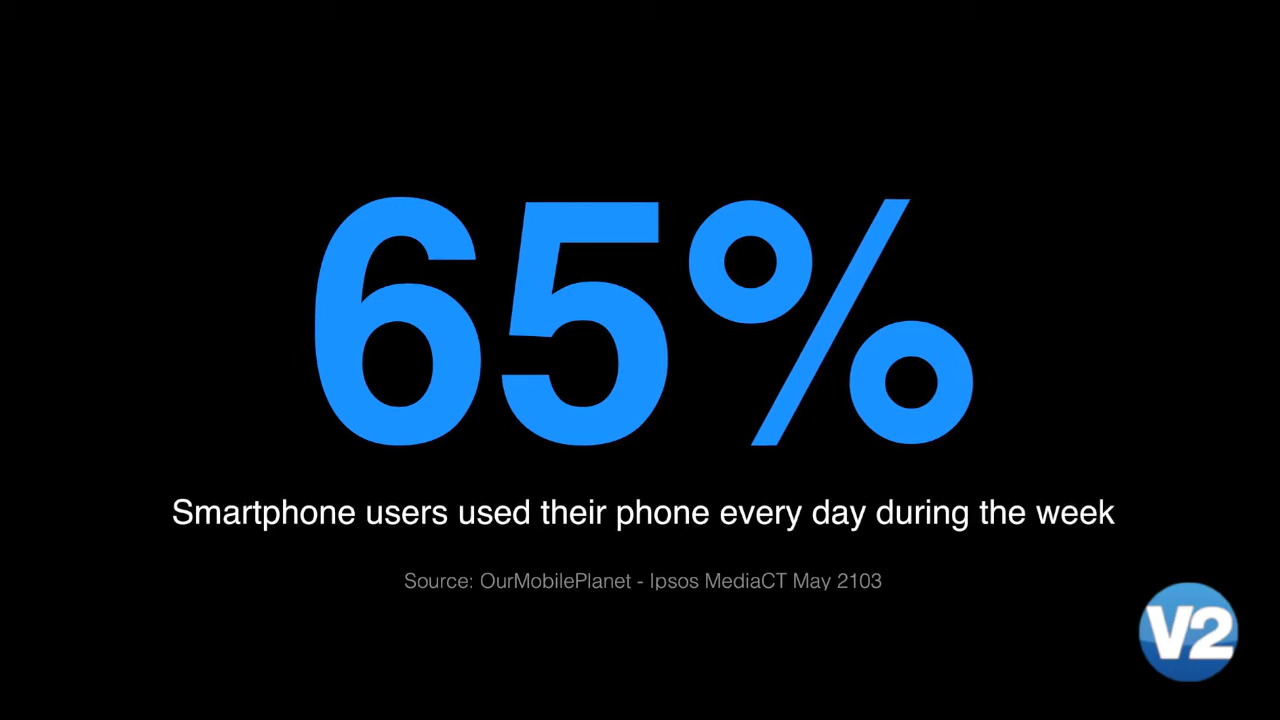 65%
Smartphone users used their phone every day during the week
Source: OurMobilePlanet - Ipsos MediaCT May 2103
V2